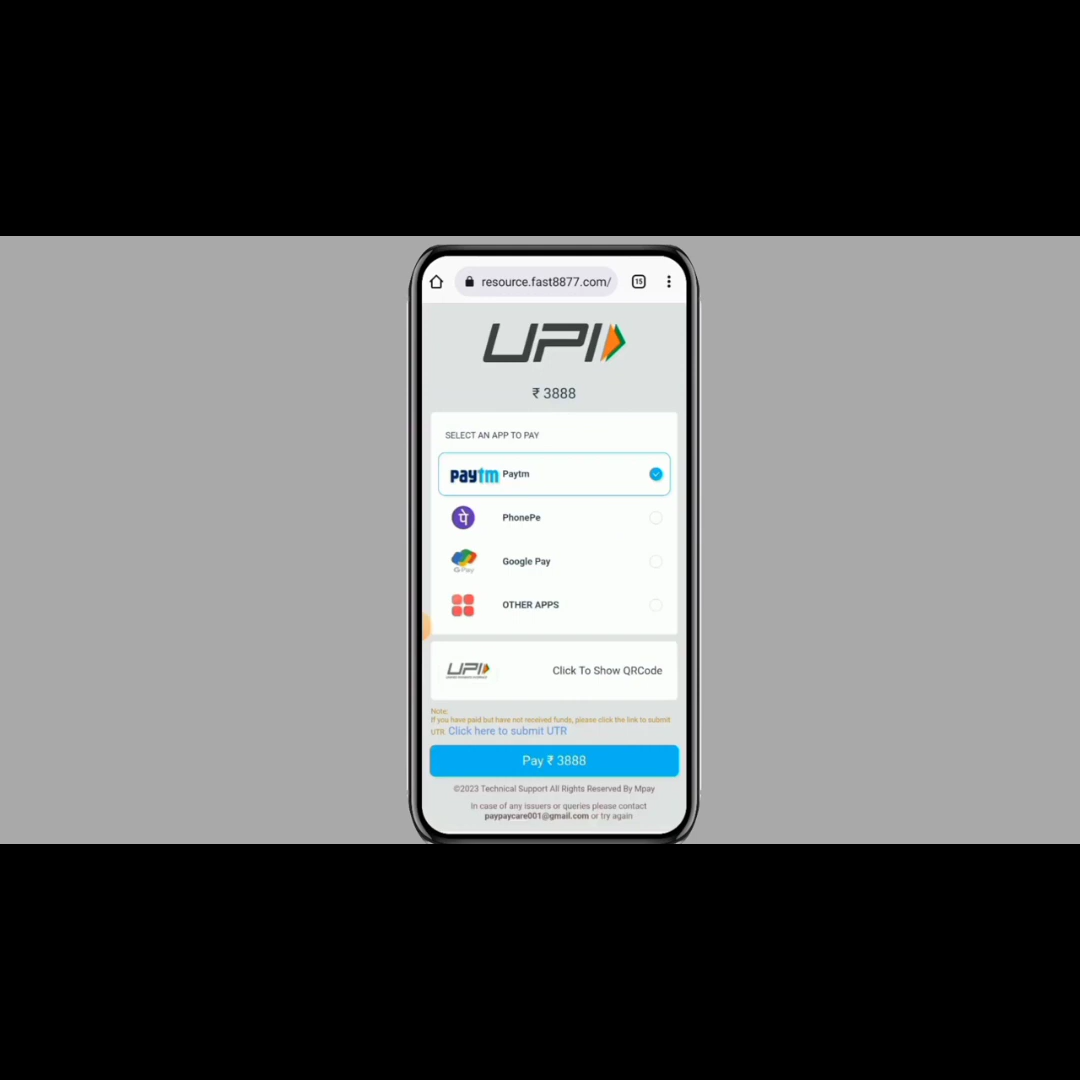 resource.fast8877.com/
15
UPI
₹ 3888
SELECT AN APP TO PAY
paytm Paytm
पे PhonePe
G Pay Google Pay
OTHER APPS
UPI Click To Show QRCode
Note:
If you have paid but have not received funds, please click the link to submit
UTR. Click here to submit UTR
Pay ₹ 3888
©2023 Technical Support All Rights Reserved By Mpay
In case of any issuers or queries please contact
paypaycare001@gmail.com or try again